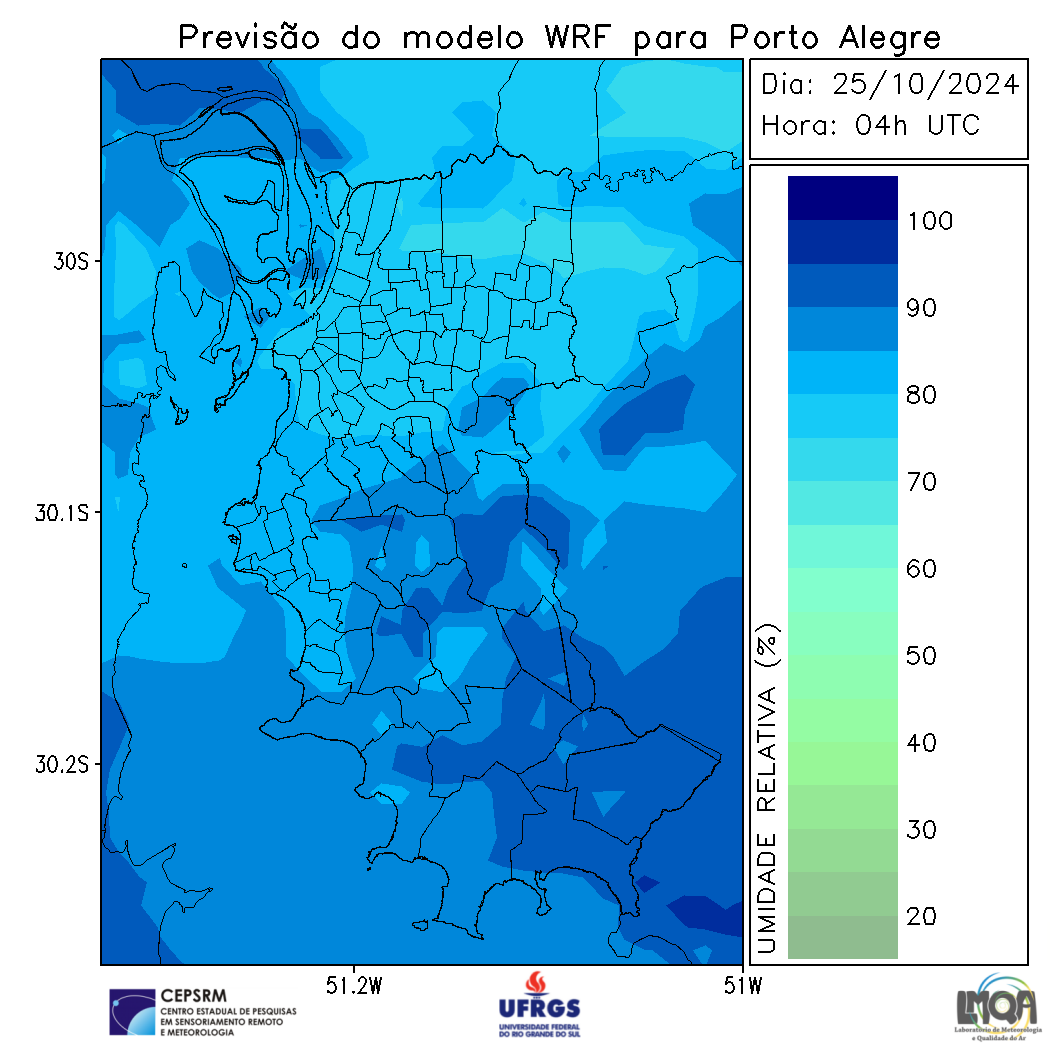 Previsão do modelo WRF para Porto Alegre
Dia: 25/10/2024
Hora: 04h UTC
30S
30.1S
30.2S
51.2W
51W
UMIDADE RELATIVA (%)
100
90
80
70
60
50
40
30
20
CEPSRM
CENTRO ESTADUAL DE PESQUISAS
EM SENSORIAMENTO REMOTO
E METEOROLOGIA
UFRGS
UNIVERSIDADE FEDERAL
DO RIO GRANDE DO SUL
LMQA
Laboratório de Meteorologia
e Qualidade do Ar